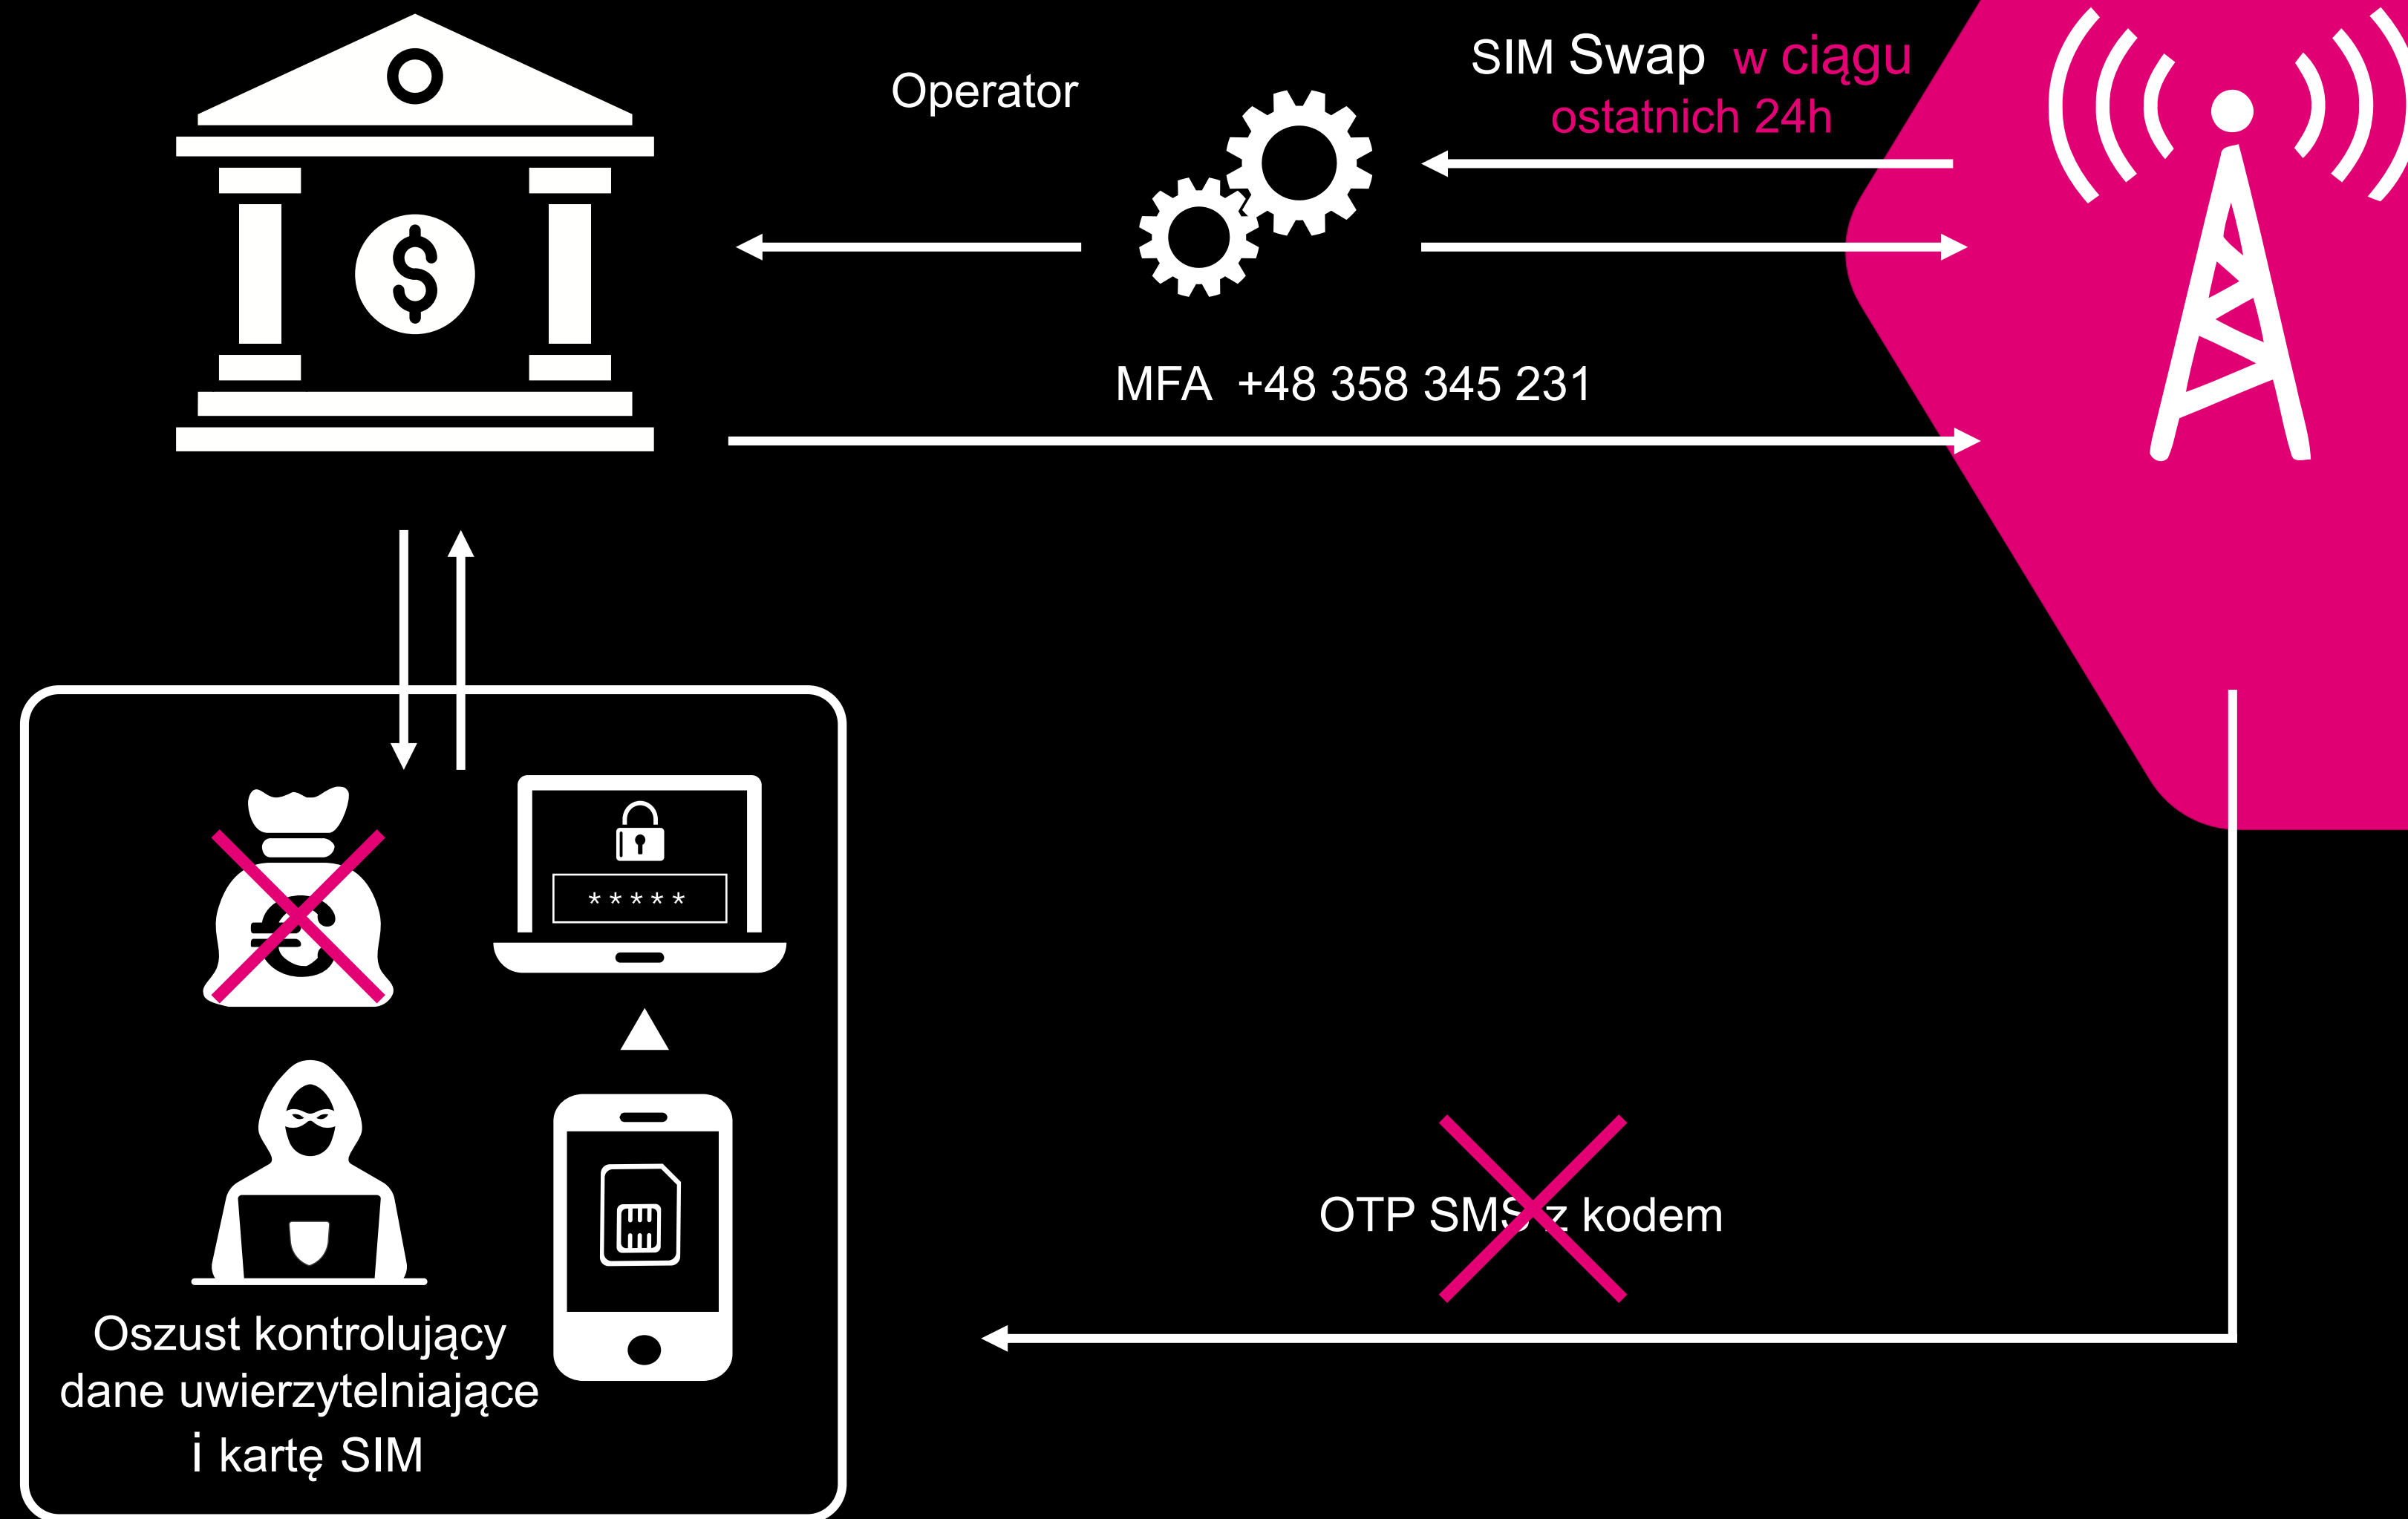 Operator
SIM Swap w ciągu
ostatnich 24h
MFA +48 358 345 231
* * * * *
OTP SMS z kodem
Oszust kontrolujący
dane uwierzytelniające
i kartę SIM